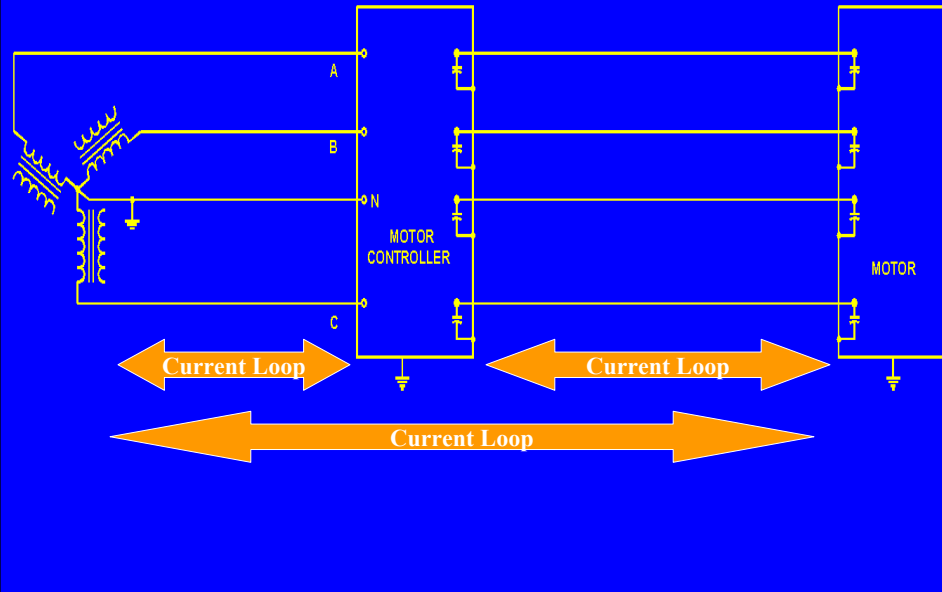 A
B
N
MOTOR
CONTROLLER
MOTOR
C
Current Loop
Current Loop
Current Loop